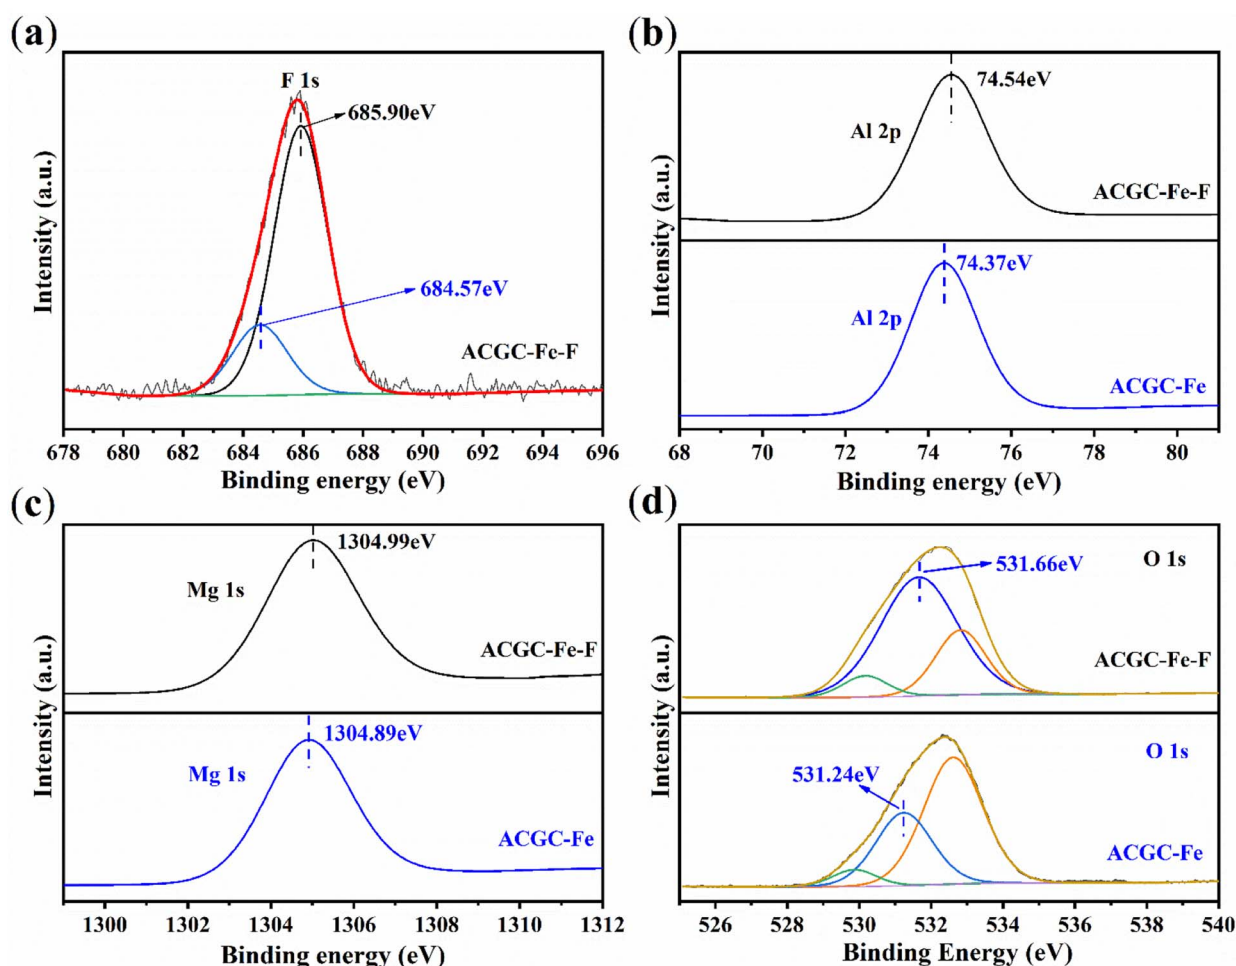 (a)
F 1s
685.90eV
684.57eV
ACGC-Fe-F
Intensity (a.u.)
678 680 682 684 686 688 690 692 694 696
Binding energy (eV)
(b)
74.54eV
Al 2p
ACGC-Fe-F
74.37eV
Al 2p
ACGC-Fe
Intensity (a.u.)
68 70 72 74 76 78 80
Binding energy (eV)
(c)
1304.99eV
Mg 1s
ACGC-Fe-F
1304.89eV
Mg 1s
ACGC-Fe
Intensity (a.u.)
1300 1302 1304 1306 1308 1310 1312
Binding energy (eV)
(d)
O 1s
531.66eV
ACGC-Fe-F
O 1s
531.24eV
ACGC-Fe
Intensity (a.u.)
526 528 530 532 534 536 538 540
Binding Energy (eV)